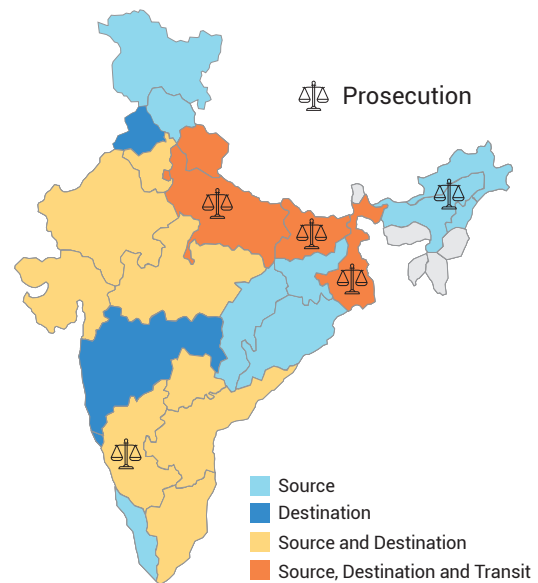 Prosecution
Source
Destination
Source and Destination
Source, Destination and Transit